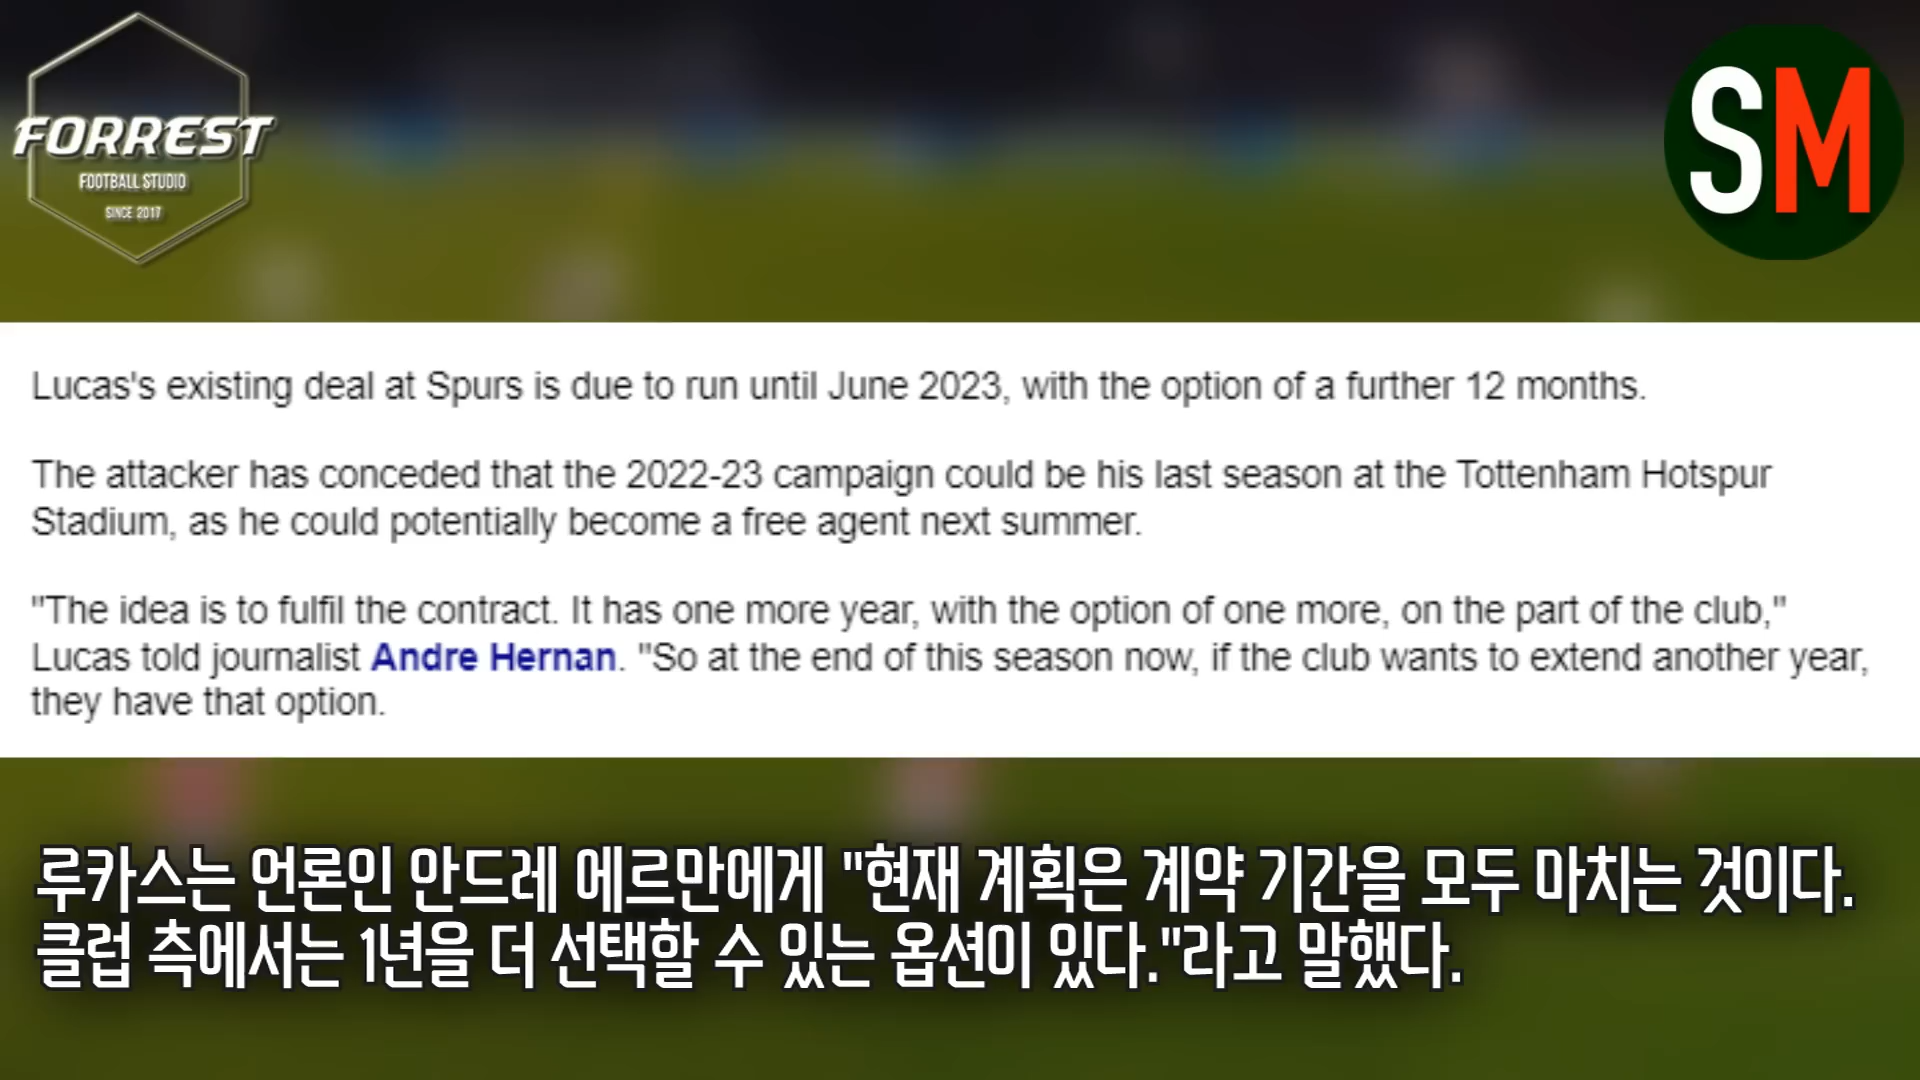 FORREST
FOOTBALL STUDIO
SINCE 2017
SM
Lucas's existing deal at Spurs is due to run until June 2023, with the option of a further 12 months.
The attacker has conceded that the 2022-23 campaign could be his last season at the Tottenham Hotspur
Stadium, as he could potentially become a free agent next summer.
"The idea is to fulfil the contract. It has one more year, with the option of one more, on the part of the club,"
Lucas told journalist Andre Hernan. "So at the end of this season now, if the club wants to extend another year,
they have that option.
루카스는 언론인 안드레 에르만에게 "현재 계획은 계약 기간을 모두 마치는 것이다.
클럽 측에서는 1년을 더 선택할 수 있는 옵션이 있다."라고 말했다.